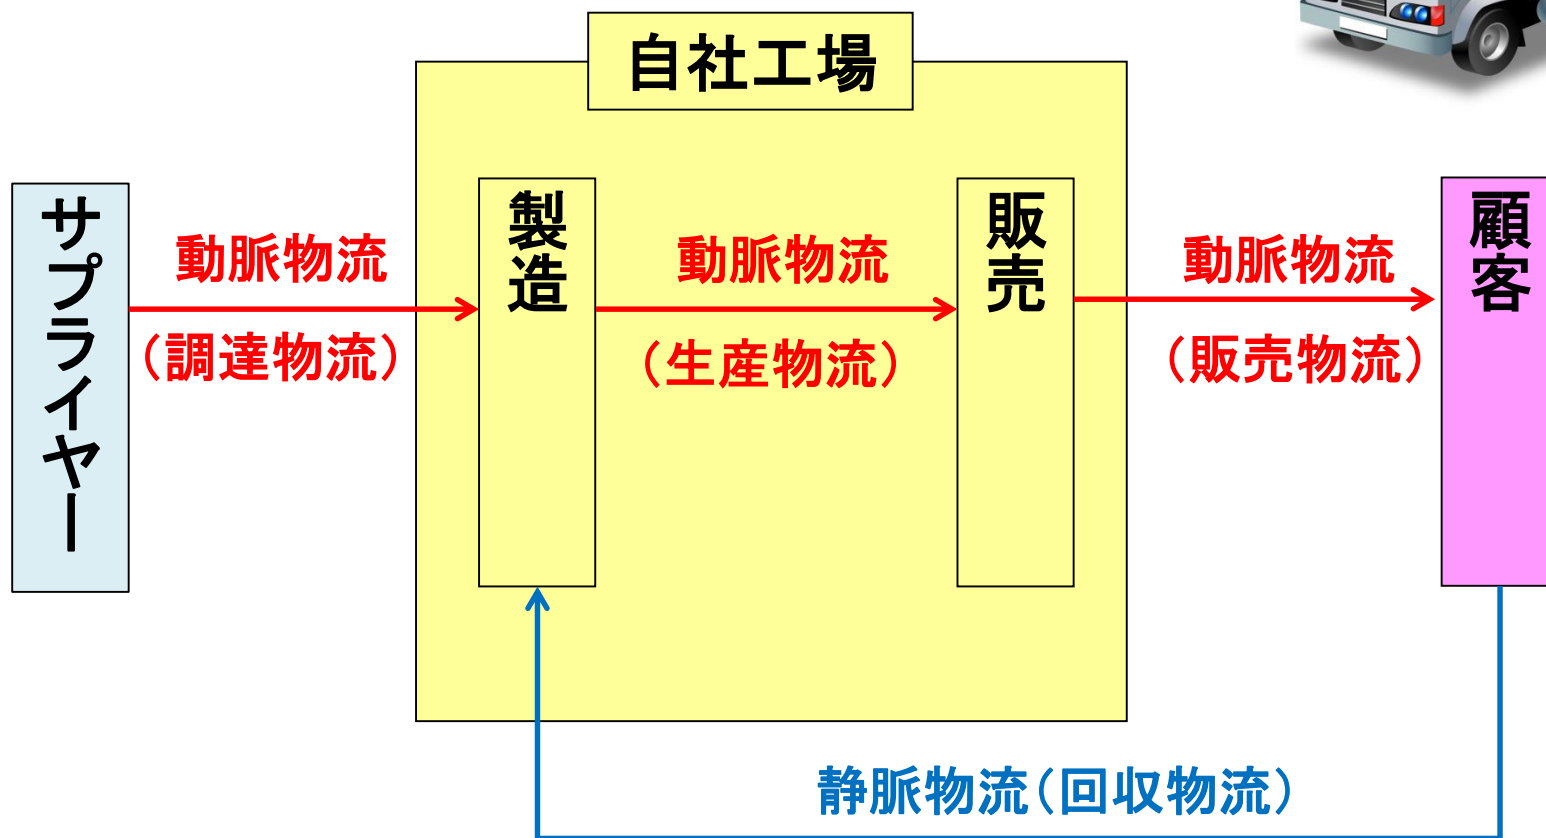 自社工場
サプライヤー
動脈物流
（調達物流）
製造
動脈物流
（生産物流）
販売
動脈物流
（販売物流）
顧客
静脈物流（回収物流）